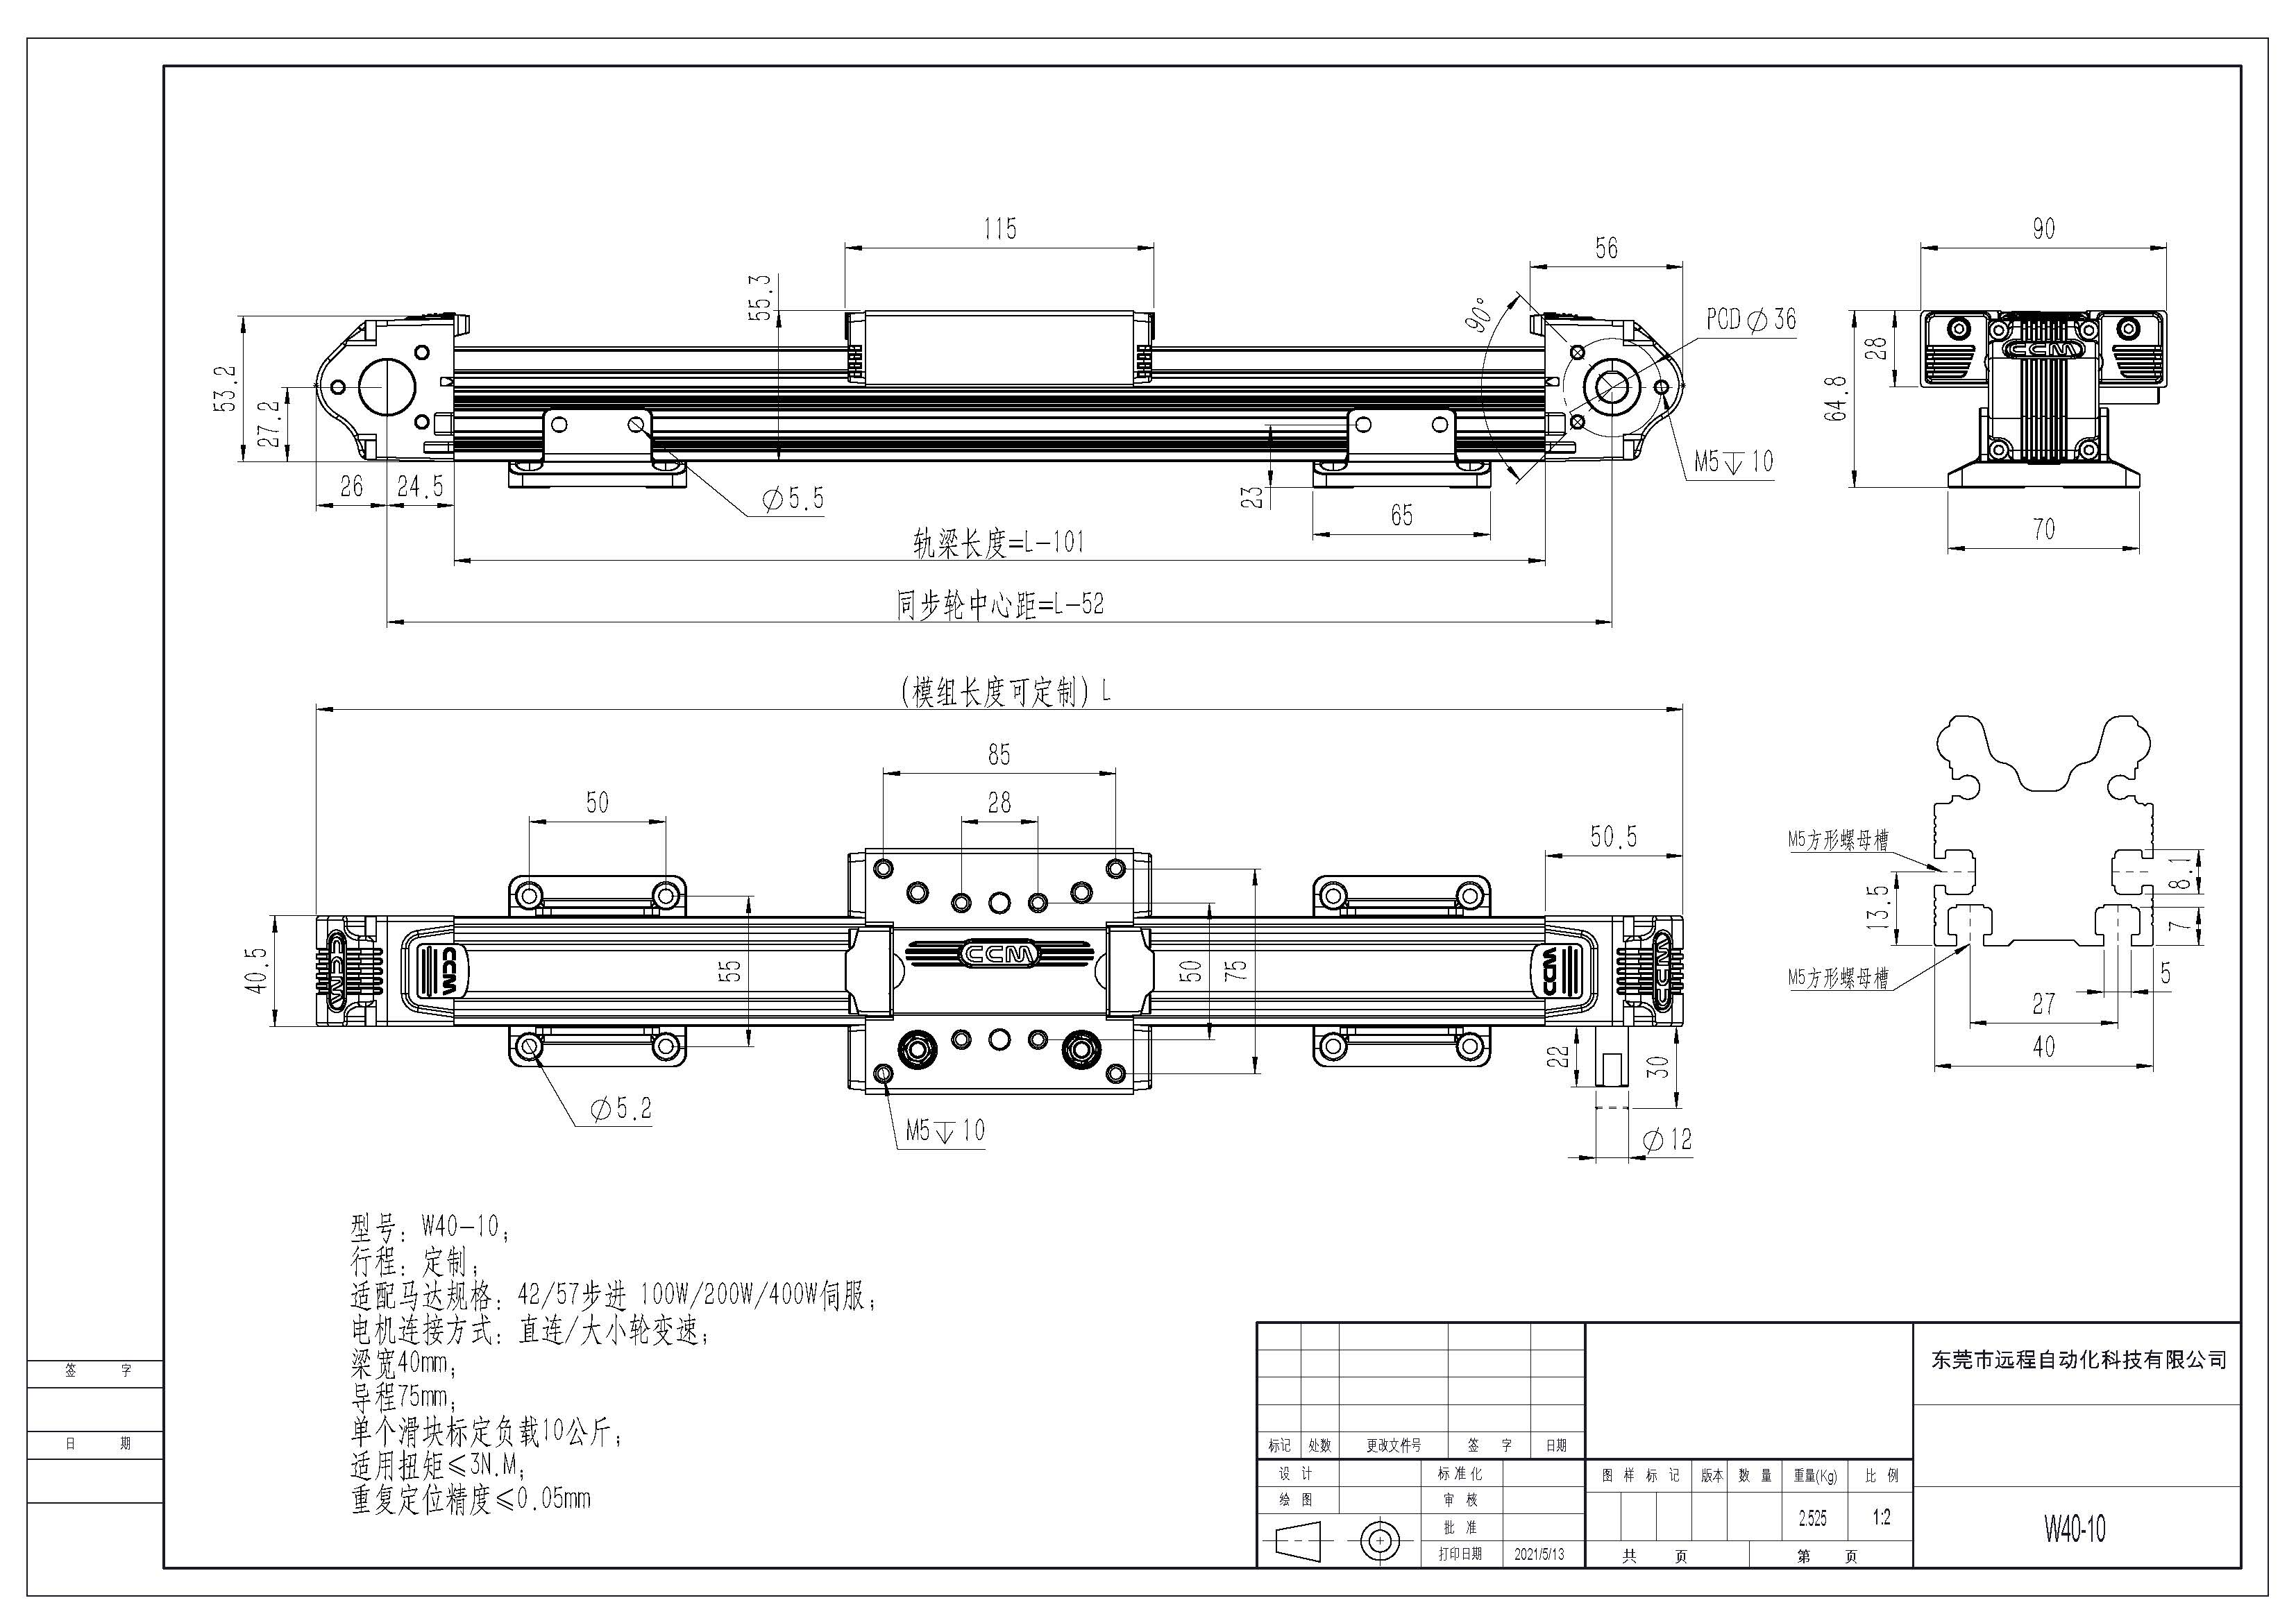 115
56
90
55.3
90°
PCD∅36
28
53.2
27.2
64.8
M5↧10
26
24.5
∅5.5
23
65
70
轨梁长度=L-101
同步轮中心距=L-52
(模组长度可定制) L
85
50
28
50.5
M5方形螺母槽
8.1
13.5
7
40.5
CCM
CCM
CCM
CCM
CCM
CCM
55
50
75
M5方形螺母槽
5
27
40
22
30
∅5.2
M5↧10
∅12
型号: W40-10;
行程: 定制;
适配马达规格: 42/57步进 100W/200W/400W伺服;
电机连接方式: 直连/大小轮变速;
梁宽40mm;
导程75mm;
单个滑块标定负载10公斤;
适用扭矩≤3N.M;
重复定位精度≤0.05mm
签 字
日 期
标记 处数 更改文件号 签 字 日期
设 计 标准化
绘 图 审 核
批 准
打印日期 2021/5/13
图 样 标 记 版本 数 量 重量(Kg) 比 例
2.525 1:2
共 页 第 页
东莞市远程自动化科技有限公司
W40-10